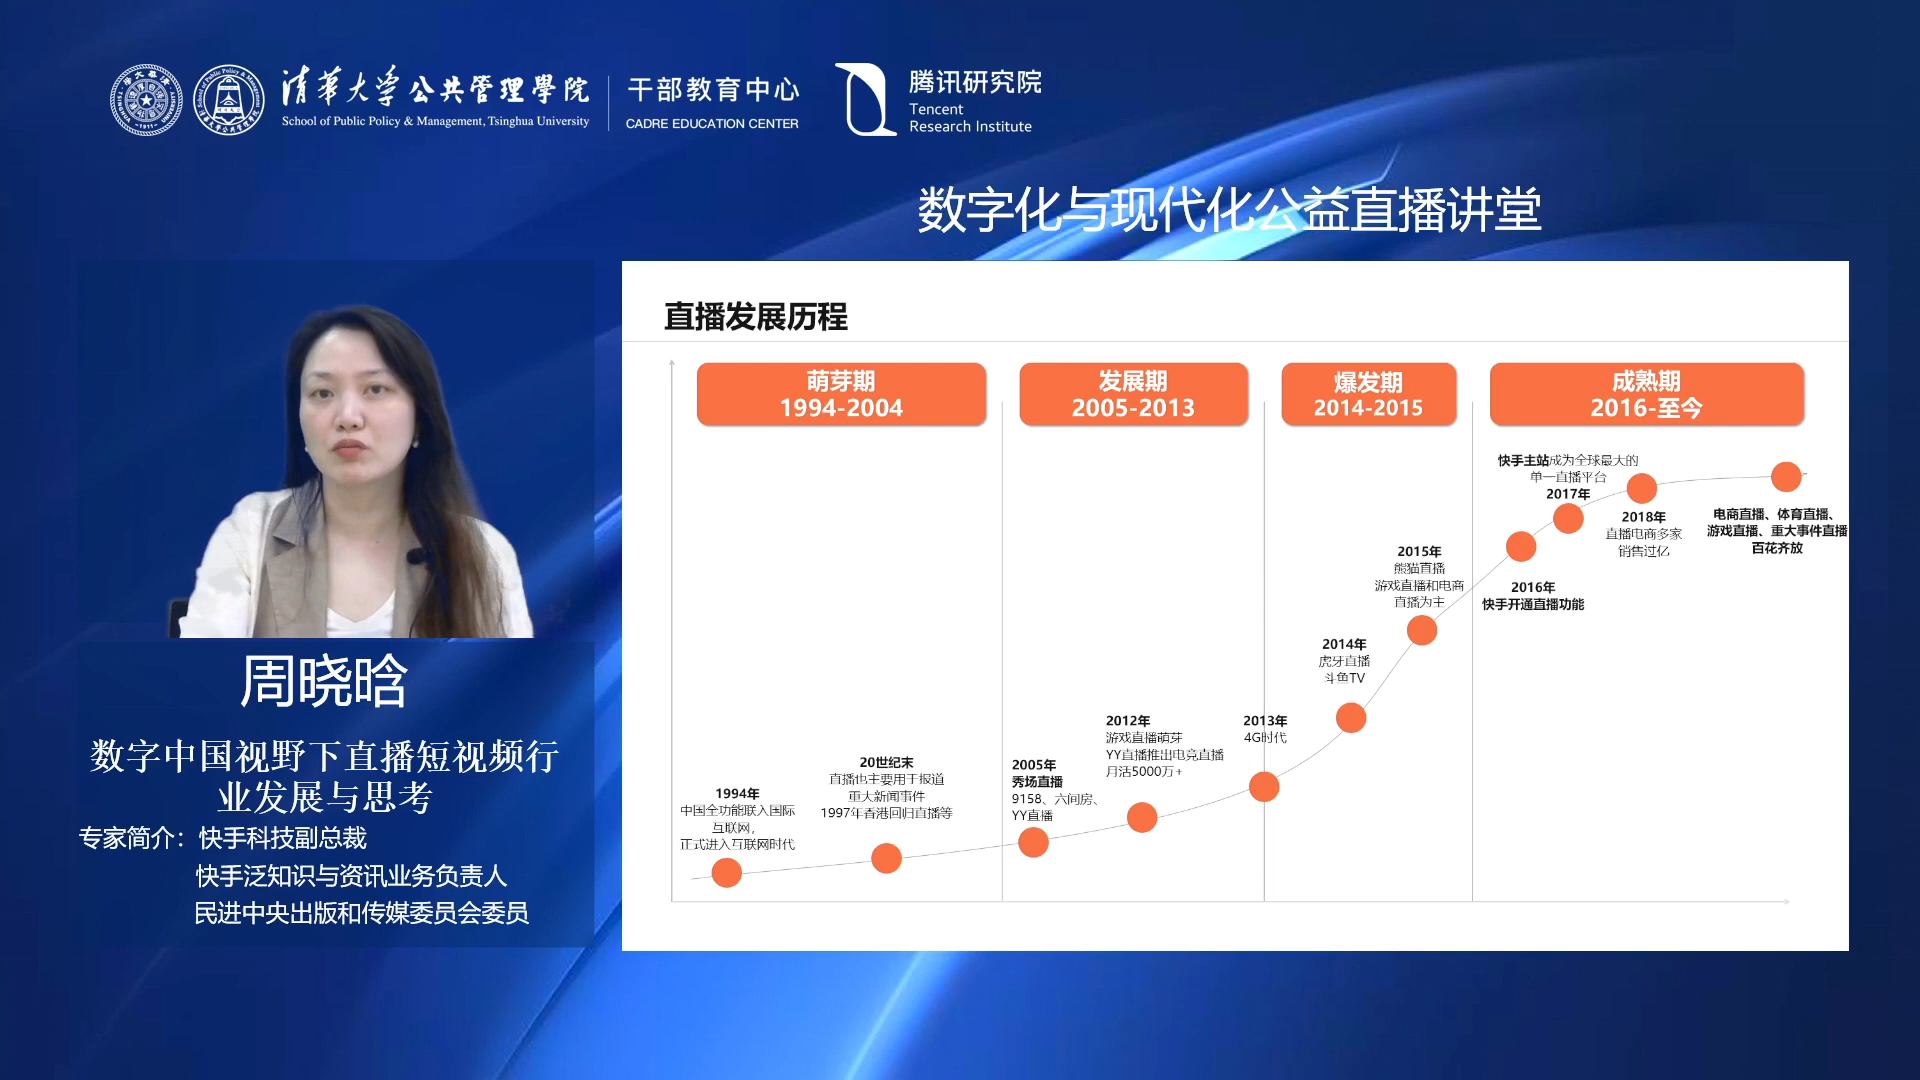 清華大学公共管理學院
School of Public Policy & Management, Tsinghua University
干部教育中心
CADRE EDUCATION CENTER
腾讯研究院
Tencent
Research Institute
数字化与现代化公益直播讲堂
周晓晗
数字中国视野下直播短视频行
业发展与思考
专家简介：快手科技副总裁
快手泛知识与资讯业务负责人
民进中央出版和传媒委员会委员
直播发展历程
萌芽期
1994-2004
发展期
2005-2013
爆发期
2014-2015
成熟期
2016-至今
1994年
中国全功能联入国际
互联网，
正式进入互联网时代
20世纪末
直播也主要用于报道
重大新闻事件
1997年香港回归直播等
2005年
秀场直播
9158、六间房、
YY直播
2012年
游戏直播萌芽
YY直播推出电竞直播
月活5000万+
2013年
4G时代
2014年
虎牙直播
斗鱼TV
2015年
熊猫直播
游戏直播和电商
直播为主
2016年
快手开通直播功能
快手主站成为全球最大的
单一直播平台
2017年
2018年
直播电商多家
销售过亿
电商直播、体育直播、
游戏直播、重大事件直播
百花齐放